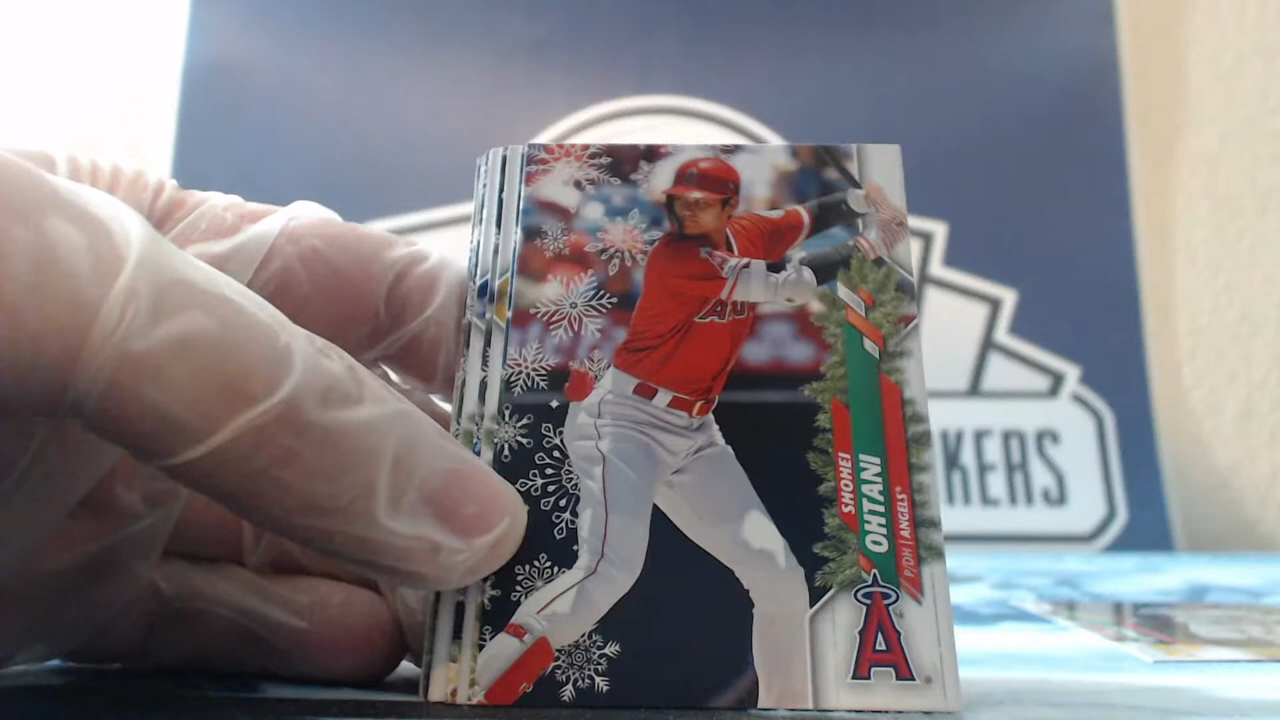 SHOHEI
OHTANI
P/DH | ANGELS®
A
®
KERS